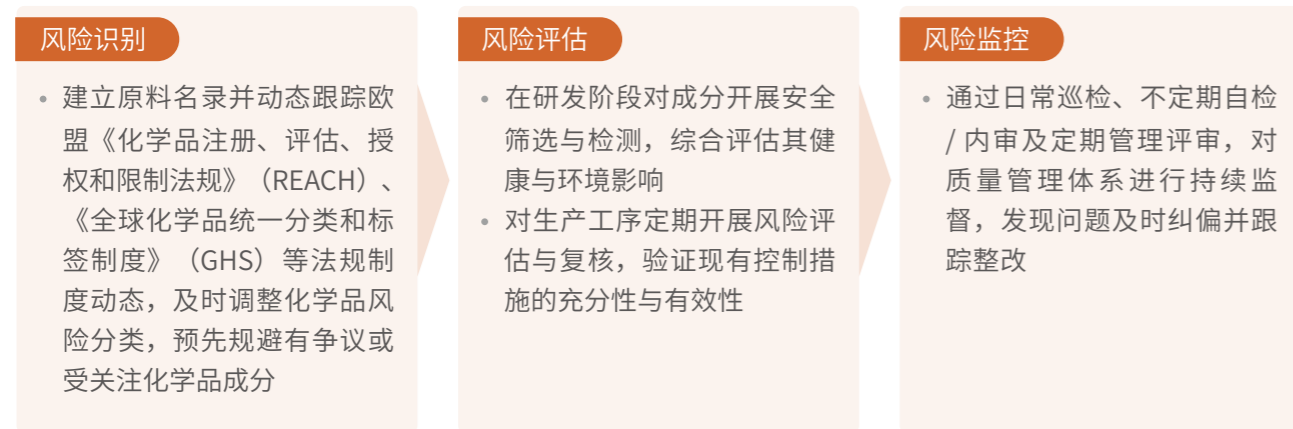 风险识别
• 建立原料名录并动态跟踪欧
盟《化学品注册、评估、授
权和限制法规》（REACH）、
《全球化学品统一分类和标
签制度》（GHS）等法规制
度动态，及时调整化学品风
险分类，预先规避有争议或
受关注化学品成分
风险评估
• 在研发阶段对成分开展安全
筛选与检测，综合评估其健
康与环境影响
• 对生产工序定期开展风险评
估与复核，验证现有控制措
施的充分性与有效性
风险监控
• 通过日常巡检、不定期自检
/ 内审及定期管理评审，对
质量管理体系进行持续监
督，发现问题及时纠偏并跟
踪整改